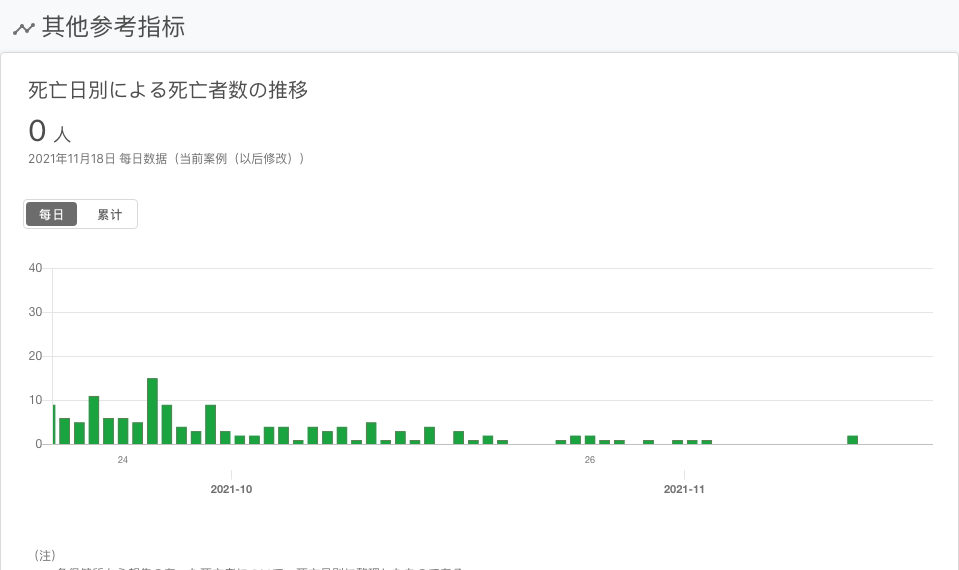 其他参考指标
死亡日別による死亡者数の推移
0 人
2021年11月18日 每日数据（当前案例（以后修改））
每日 累计
40
30
20
10
0
24 26
2021-10 2021-11
（注）